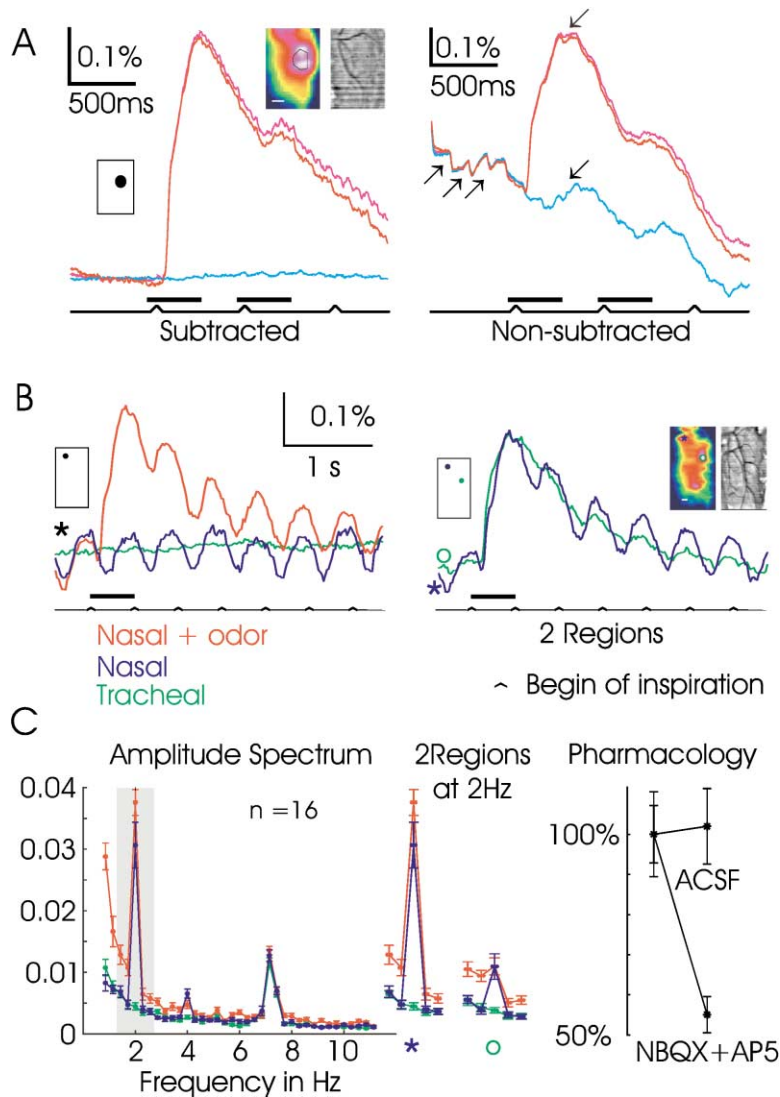 A
0.1%
500ms
0.1%
500ms
Subtracted
Non-subtracted
B
0.1%
1 s
*
*
Nasal + odor
Nasal
Tracheal
2 Regions
Begin of inspiration
C
Amplitude Spectrum
2Regions
at 2Hz
Pharmacology
0.04
0.03
0.02
0.01
0
n =16
2
4
6
8
10
Frequency in Hz
*
100%
50%
ACSF
NBQX+AP5